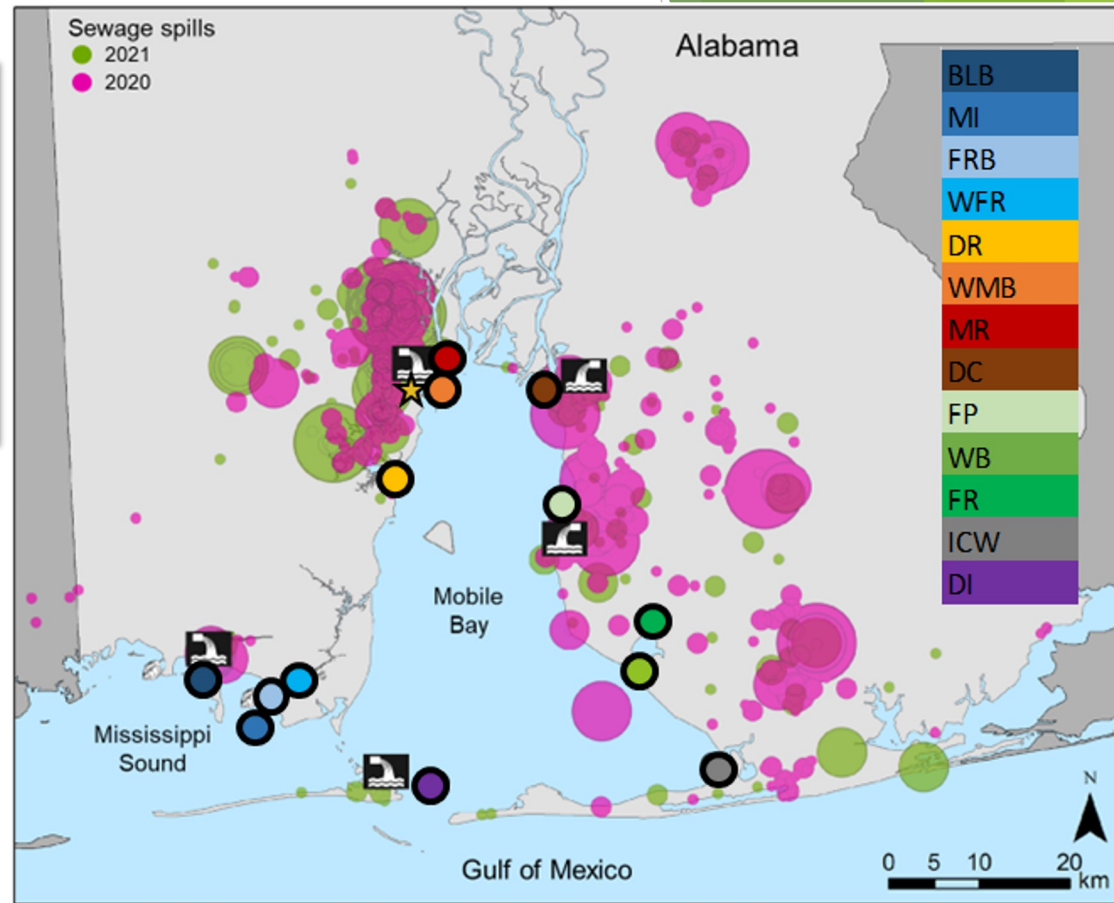 Sewage spills
2021
2020
Alabama
BLB
MI
FRB
WFR
DR
WMB
MR
DC
FP
WB
FR
ICW
DI
Mobile
Bay
Mississippi
Sound
Gulf of Mexico
N
0 5 10 20
km